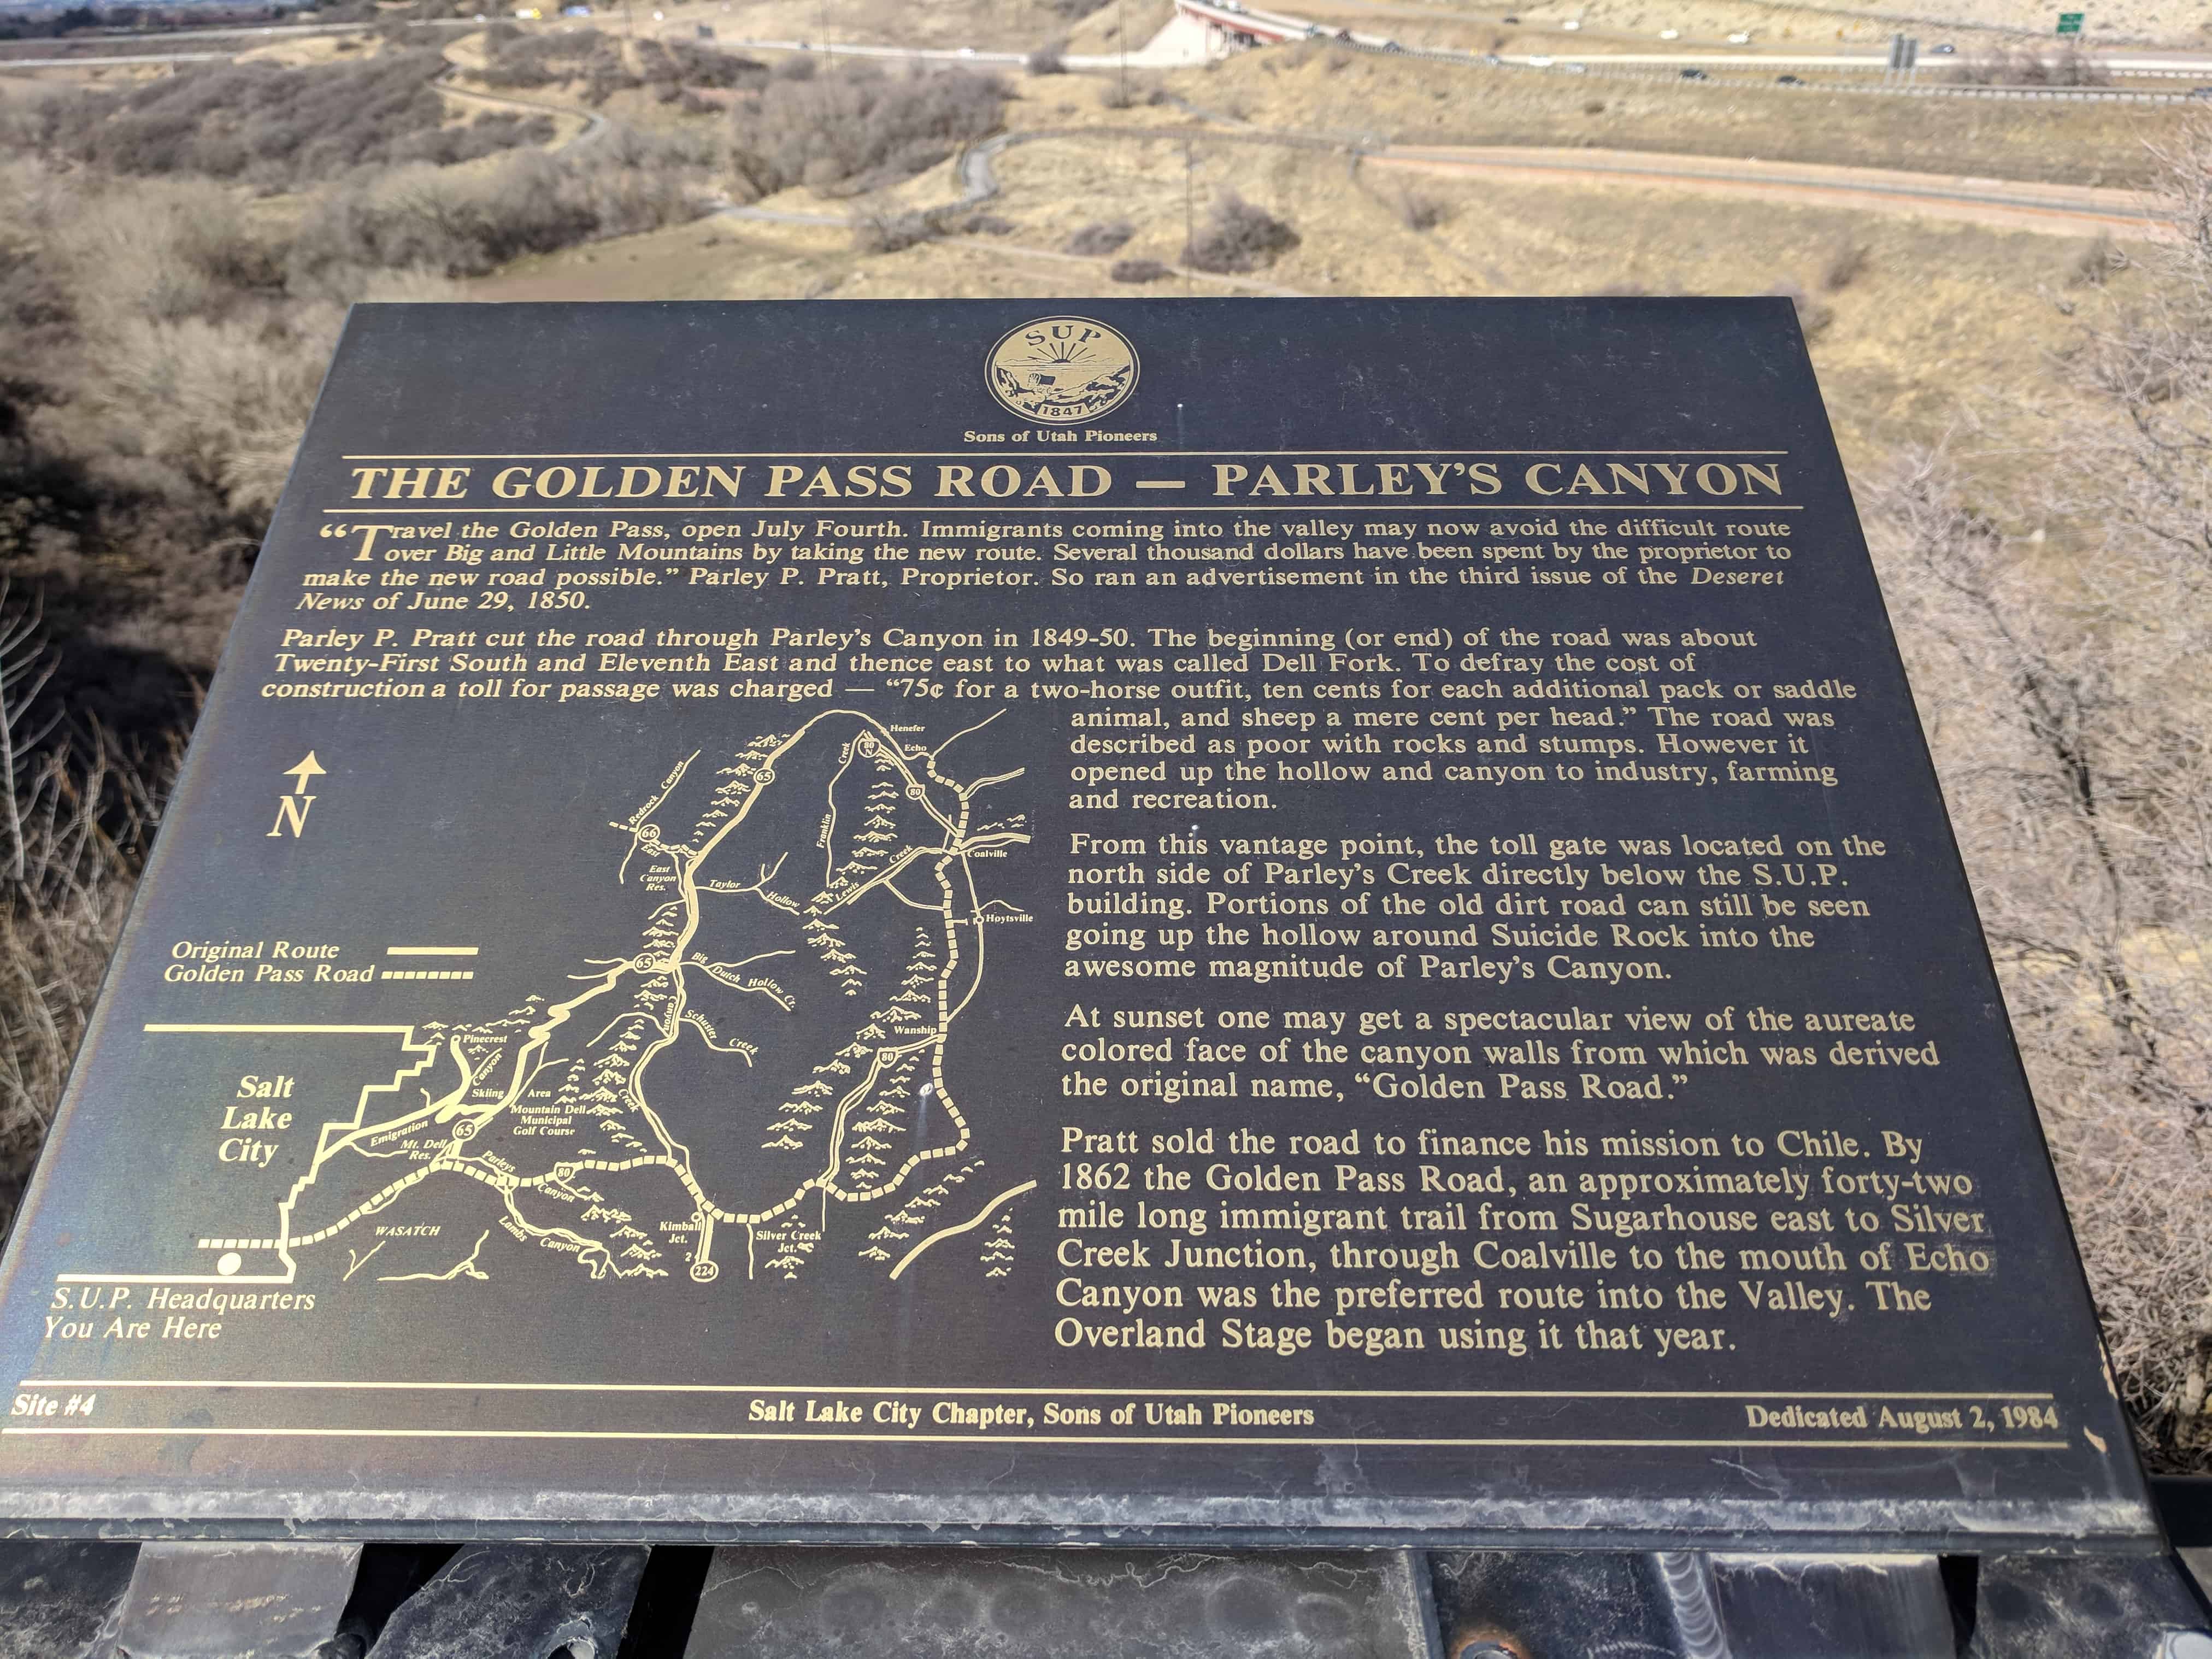 SUP
1847
Sons of Utah Pioneers
THE GOLDEN PASS ROAD — PARLEY'S CANYON
“Travel the Golden Pass, open July Fourth. Immigrants coming into the valley may now avoid the difficult route
over Big and Little Mountains by taking the new route. Several thousand dollars have been spent by the proprietor to
make the new road possible.” Parley P. Pratt, Proprietor. So ran an advertisement in the third issue of the Deseret
News of June 29, 1850.
Parley P. Pratt cut the road through Parley's Canyon in 1849-50. The beginning (or end) of the road was about
Twenty-First South and Eleventh East and thence east to what was called Dell Fork. To defray the cost of
construction a toll for passage was charged — “75¢ for a two-horse outfit, ten cents for each additional pack or saddle
animal, and sheep a mere cent per head.” The road was
described as poor with rocks and stumps. However it
opened up the hollow and canyon to industry, farming
and recreation.
From this vantage point, the toll gate was located on the
north side of Parley's Creek directly below the S.U.P.
building. Portions of the old dirt road can still be seen
going up the hollow around Suicide Rock into the
awesome magnitude of Parley's Canyon.
At sunset one may get a spectacular view of the aureate
colored face of the canyon walls from which was derived
the original name, “Golden Pass Road.”
Pratt sold the road to finance his mission to Chile. By
1862 the Golden Pass Road, an approximately forty-two
mile long immigrant trail from Sugarhouse east to Silver
Creek Junction, through Coalville to the mouth of Echo
Canyon was the preferred route into the Valley. The
Overland Stage began using it that year.
N
Original Route
Golden Pass Road
Salt
Lake
City
S.U.P. Headquarters
You Are Here
Henefer
Echo
80
N
Creek
65
80
Redrock Canyon
66
East
East
Canyon
Res.
Franklin
Lewis Creek
Coalville
Taylor Hollow
Hoytsville
65
Big Dutch Hollow Cr.
Canyon
Schuster Creek
Wanship
80
Pinecrest
Canyon
Skiing Area
Creek
Mountain Dell
Municipal
Golf Course
Emigration
65
Mt. Dell
Res.
Parleys
Canyon
80
WASATCH
Lambs Canyon
Kimball
Jct.
2
224
Silver Creek
Jct.
Site #4
Salt Lake City Chapter, Sons of Utah Pioneers
Dedicated August 2, 1984